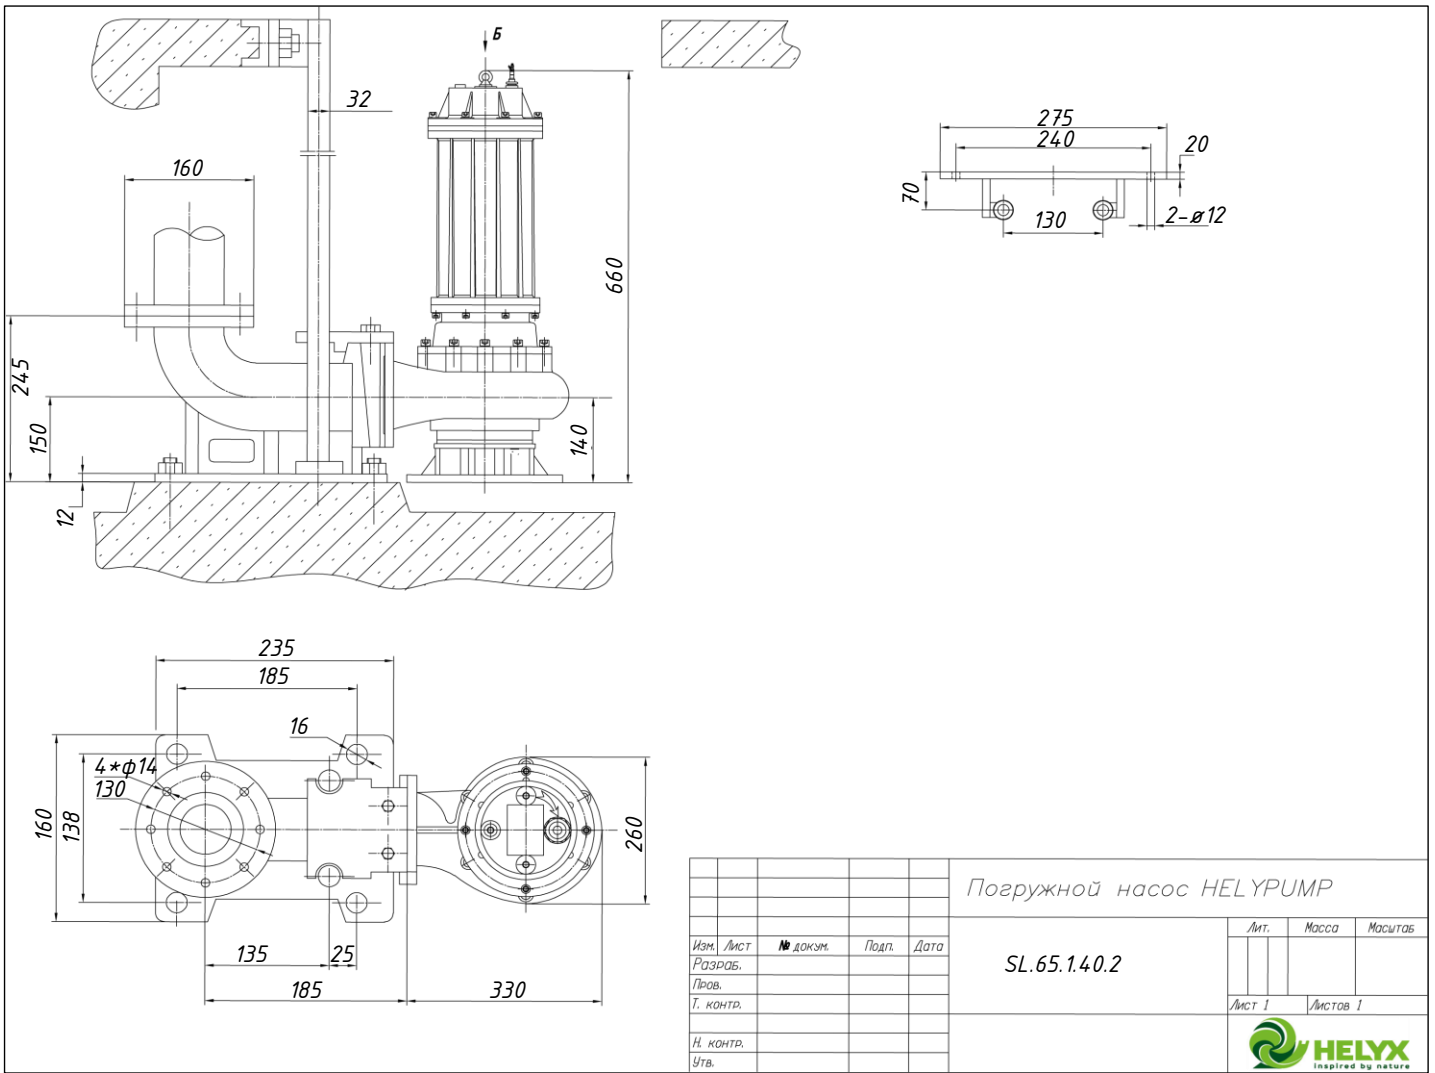 Б
32
160
660
245
150
140
12
275
240
20
70
130
2-ø12
235
185
16
4*ф14
130
160
138
260
135
25
185
330
Погружной насос HELYPUMP
Лит. Масса Масштаб
Изм. Лист № докум. Подп. Дата
SL.65.1.40.2
Разраб.
Пров.
Т. контр.
Лист 1 Листов 1
Н. контр.
Утв.
HELYX
Inspired by nature